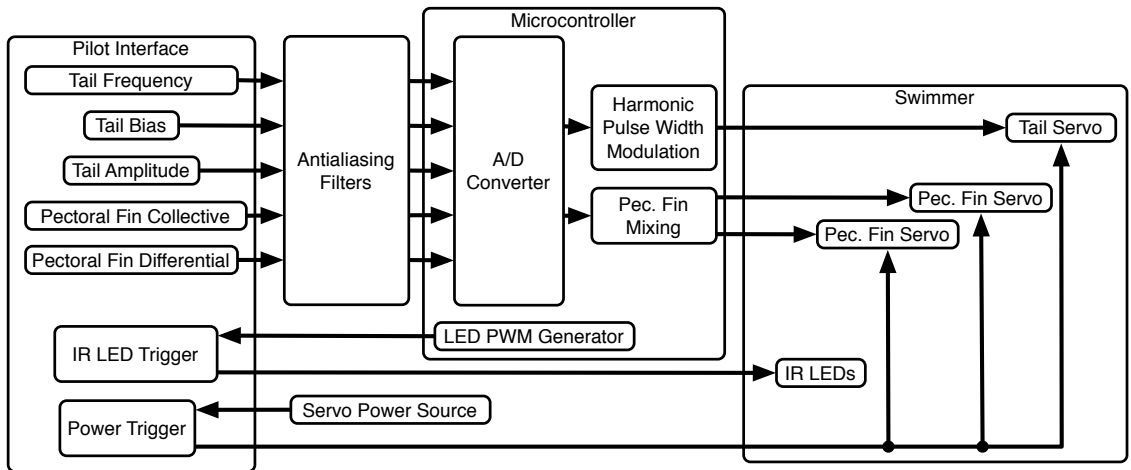 Microcontroller
Pilot Interface
Tail Frequency
Tail Bias
Tail Amplitude
Pectoral Fin Collective
Pectoral Fin Differential
IR LED Trigger
Power Trigger
Antialiasing
Filters
A/D
Converter
Harmonic
Pulse Width
Modulation
Pec. Fin
Mixing
LED PWM Generator
Servo Power Source
Swimmer
Tail Servo
Pec. Fin Servo
Pec. Fin Servo
IR LEDs